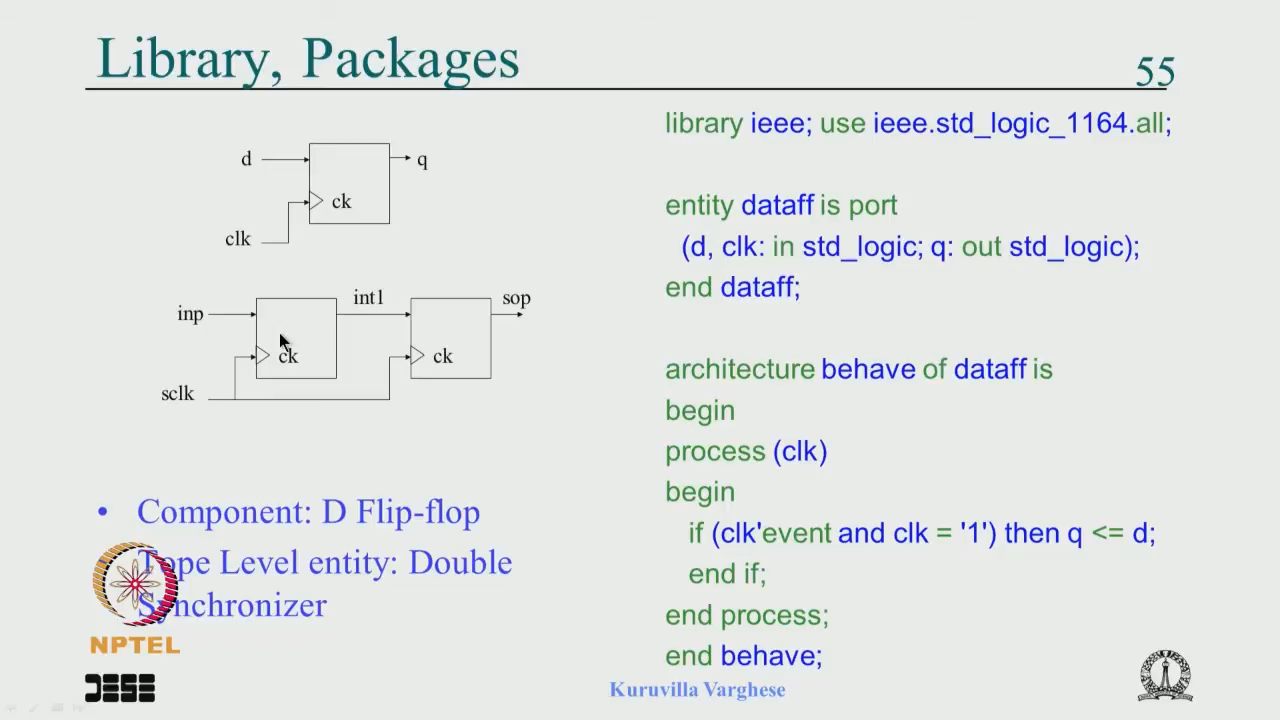 Library, Packages
55
d
q
ck
clk
inp
int1
sop
ck
ck
sclk
• Component: D Flip-flop
Tope Level entity: Double
Synchronizer
library ieee; use ieee.std_logic_1164.all;
entity dataff is port
(d, clk: in std_logic; q: out std_logic);
end dataff;
architecture behave of dataff is
begin
process (clk)
begin
if (clk'event and clk = '1') then q <= d;
end if;
end process;
end behave;
NPTEL
Kuruvilla Varghese